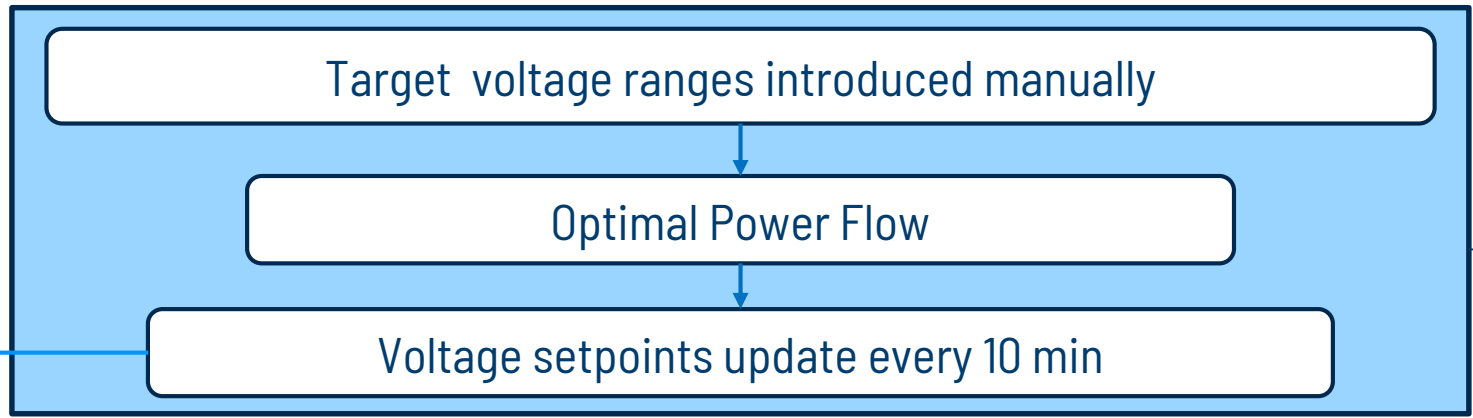 Target  voltage ranges introduced manually
Optimal Power Flow
Voltage setpoints update every 10 min